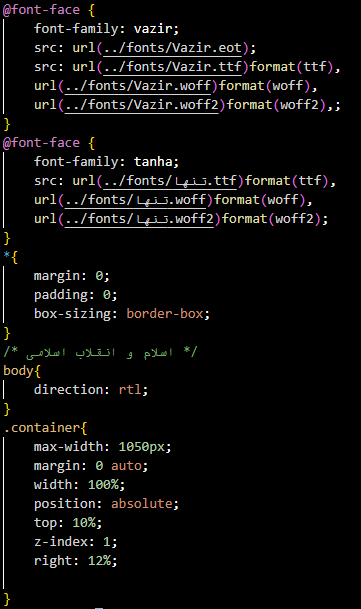 @font-face {
font-family: vazir;
src: url(../fonts/Vazir.eot);
src: url(../fonts/Vazir.ttf)format(ttf),
url(../fonts/Vazir.woff)format(woff),
url(../fonts/Vazir.woff2)format(woff2),;
}
@font-face {
font-family: tanha;
src: url(../fonts/تنها.ttf)format(ttf),
url(../fonts/تنها.woff)format(woff),
url(../fonts/تنها.woff2)format(woff2);
}
*{
margin: 0;
padding: 0;
box-sizing: border-box;
}
/* اسلام و انقلاب اسلامی */
body{
direction: rtl;
}
.container{
max-width: 1050px;
margin: 0 auto;
width: 100%;
position: absolute;
top: 10%;
z-index: 1;
right: 12%;
}